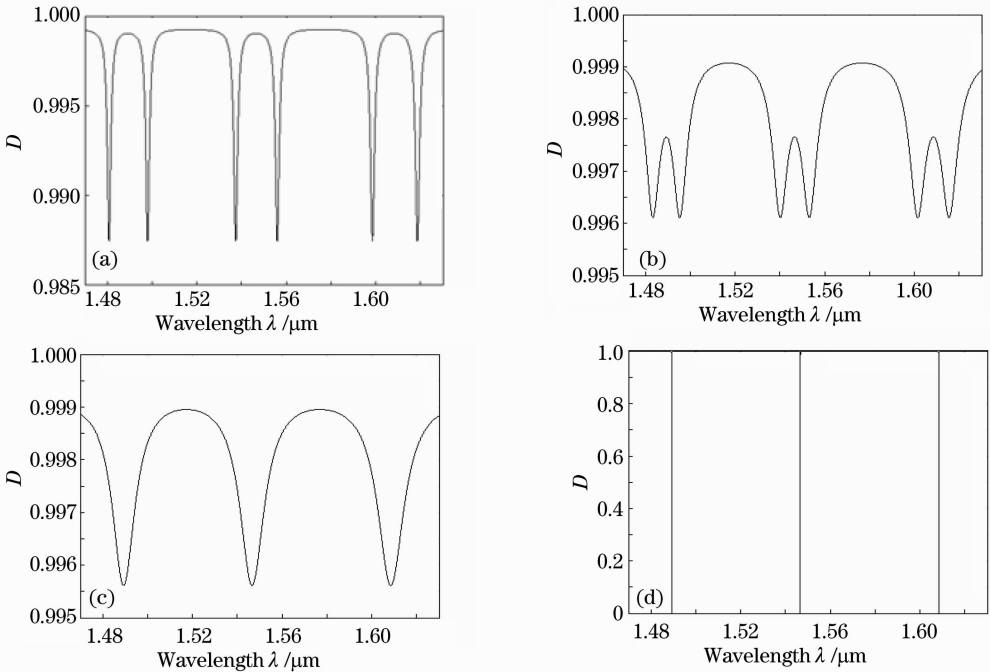 1.000
0.995
0.990
0.985
D
(a)
1.48 1.52 1.56 1.60
Wavelength λ /μm
1.000
0.999
0.998
0.997
0.996
0.995
D
(b)
1.48 1.52 1.56 1.60
Wavelength λ /μm
1.000
0.999
0.998
0.997
0.996
0.995
D
(c)
1.48 1.52 1.56 1.60
Wavelength λ /μm
1.0
0.8
0.6
0.4
0.2
0
D
(d)
1.48 1.52 1.56 1.60
Wavelength λ /μm